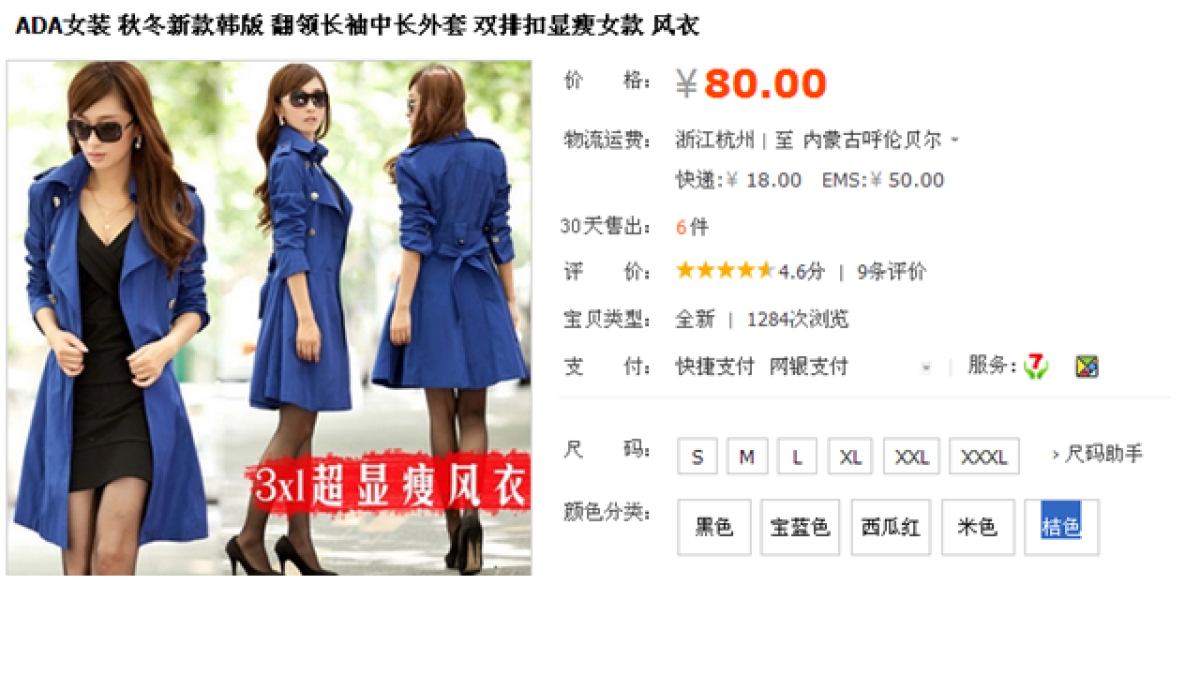 ADA女装 秋冬新款韩版 翻领长袖中长外套 双排扣显瘦女款 风衣
价 格: ¥80.00
物流运费: 浙江杭州 | 至 内蒙古呼伦贝尔
快递:¥ 18.00 EMS:¥ 50.00
30天售出: 6件
评 价: 4.6分 | 9条评价
宝贝类型: 全新 | 1284次浏览
支 付: 快捷支付 网银支付 | 服务: 7
尺 码: S M L XL XXL XXXL › 尺码助手
颜色分类: 黑色 宝蓝色 西瓜红 米色 桔色
3xl超显瘦风衣